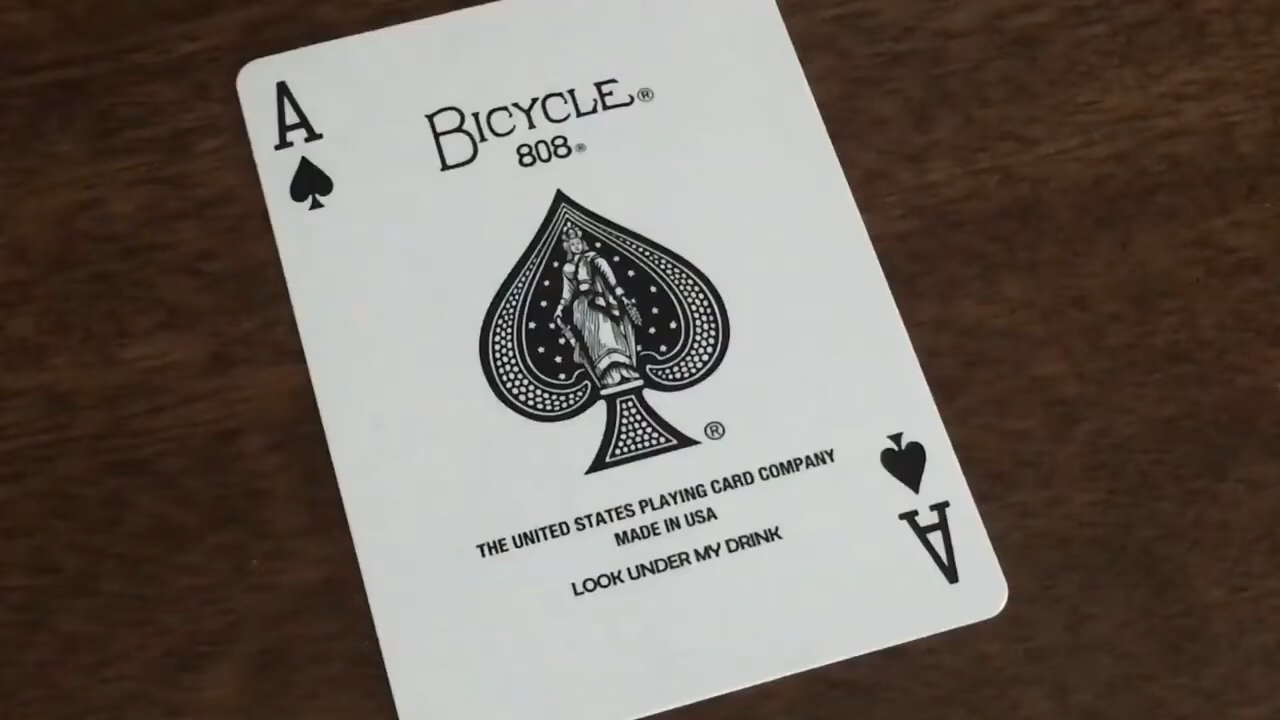 A
BICYCLE®
808®
®
THE UNITED STATES PLAYING CARD COMPANY
MADE IN USA
LOOK UNDER MY DRINK
A